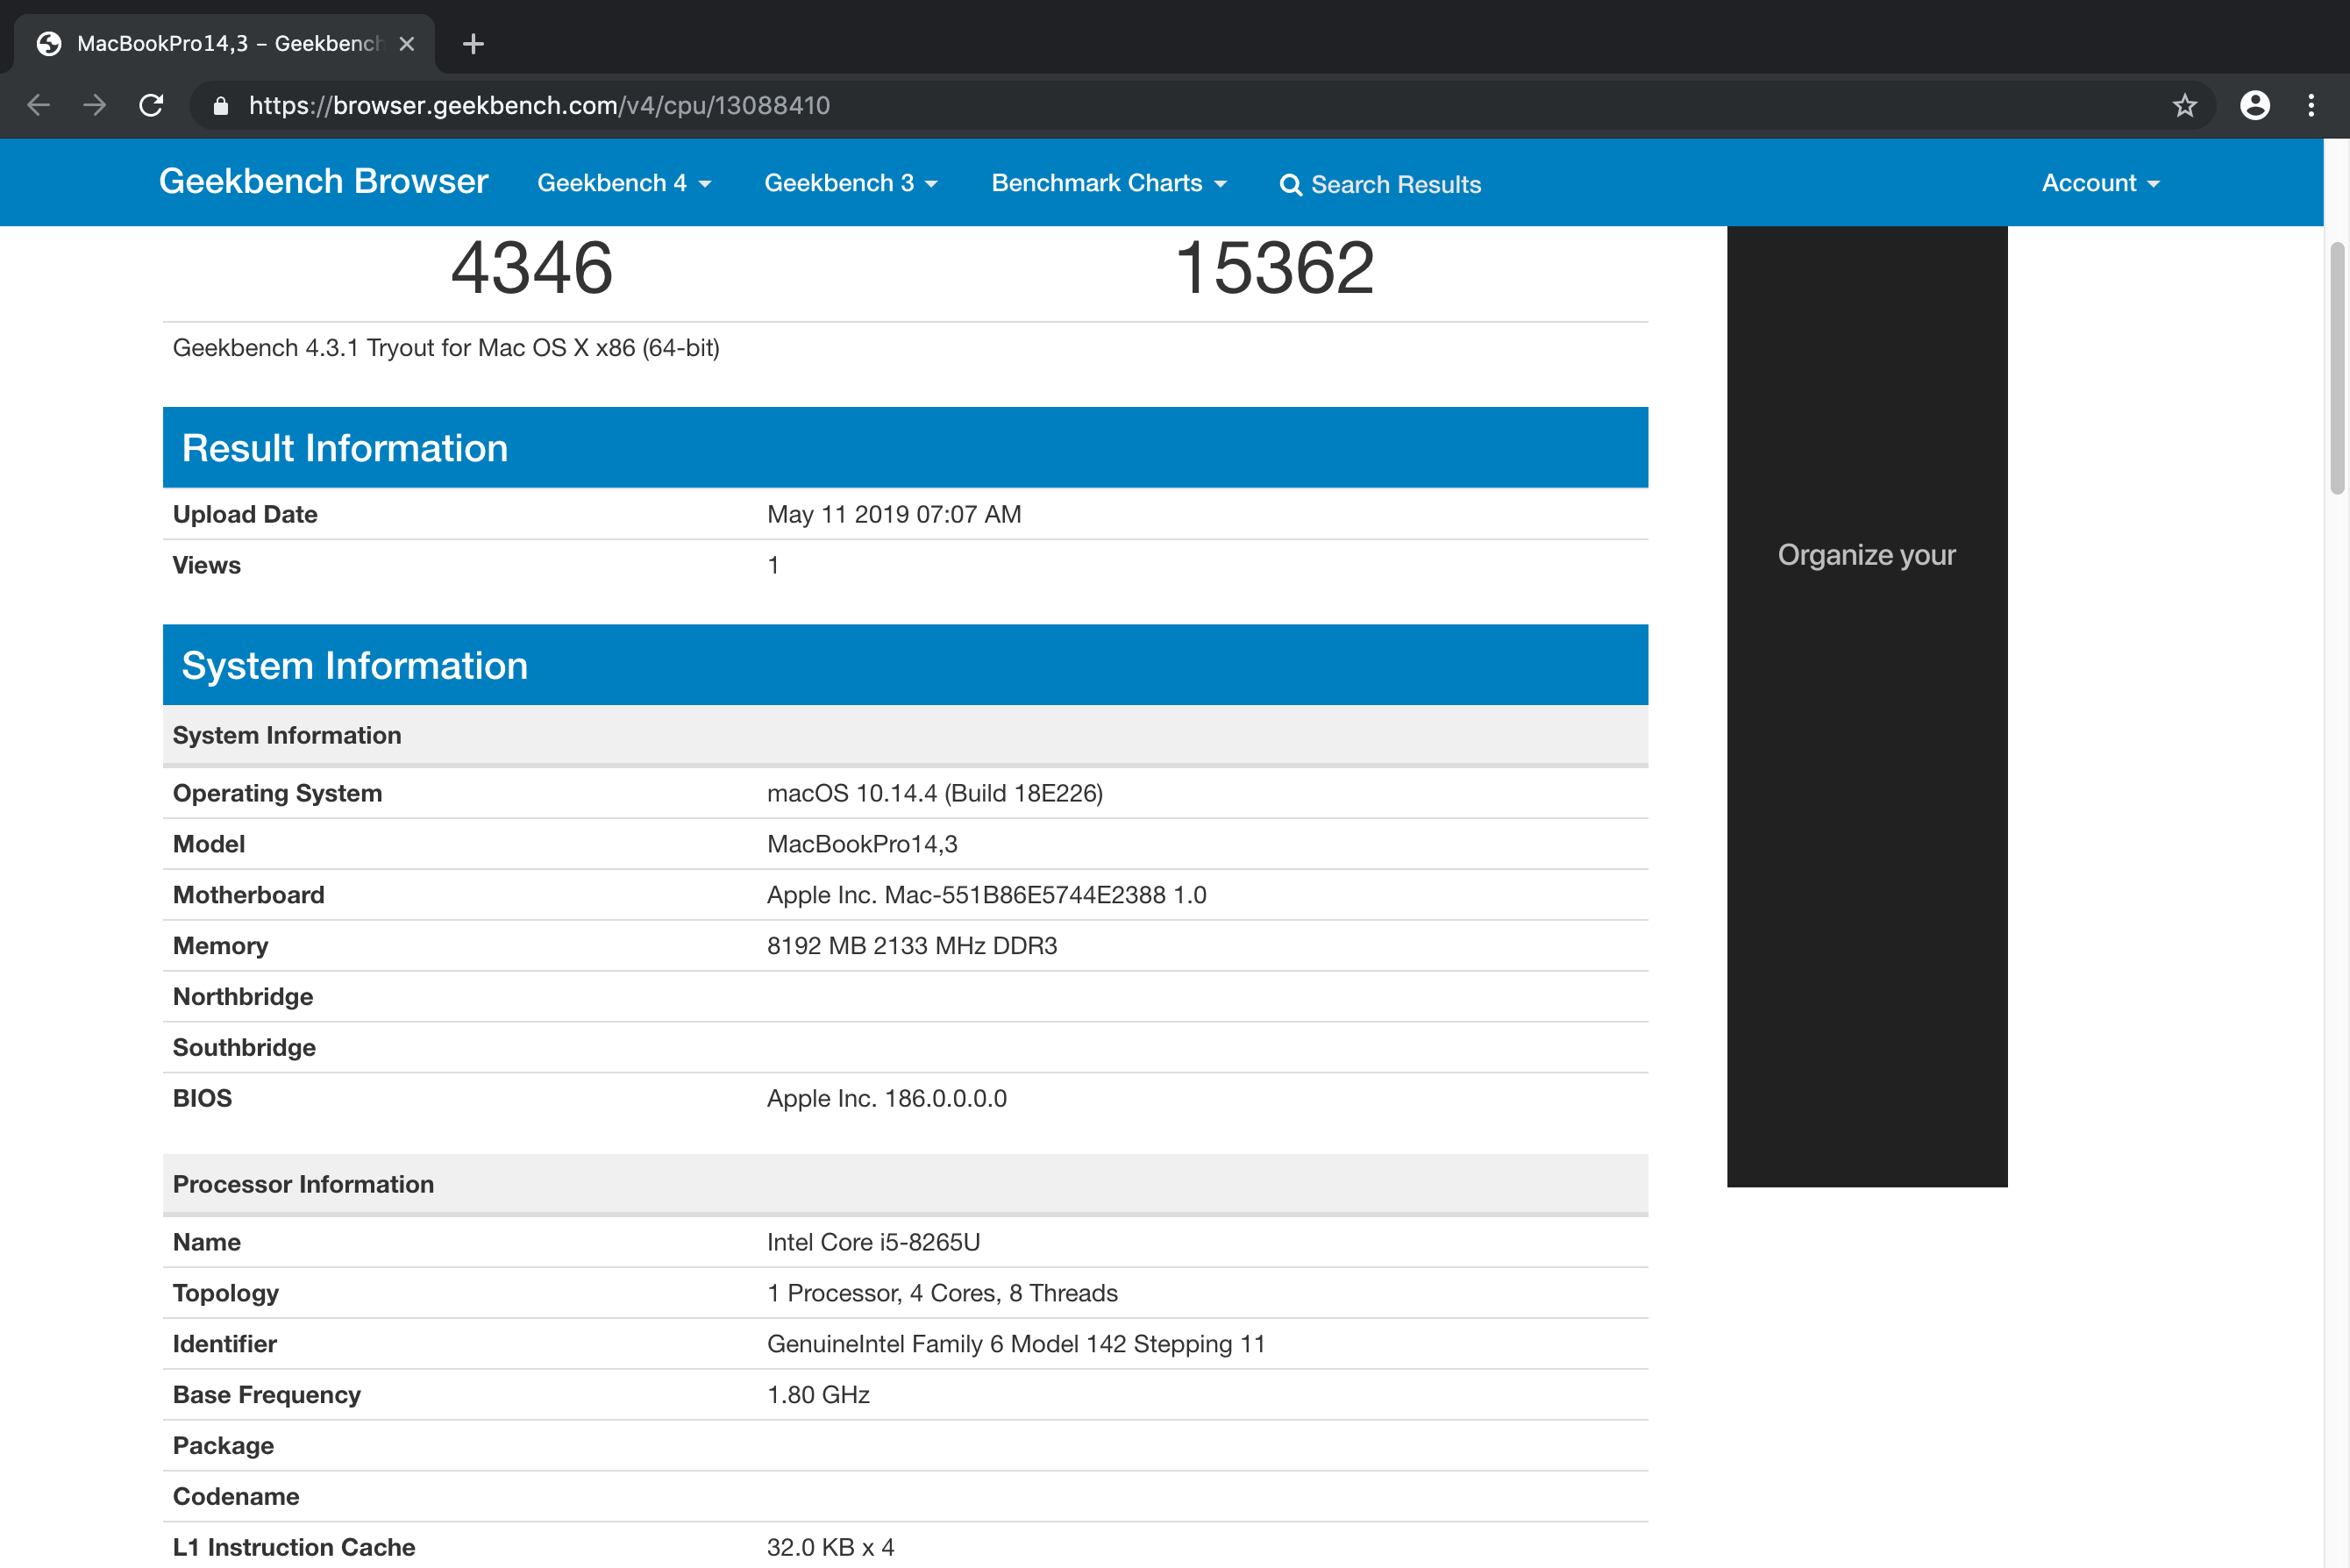 MacBookPro14,3 – Geekbench
https://browser.geekbench.com/v4/cpu/13088410
Geekbench Browser Geekbench 4 Geekbench 3 Benchmark Charts Search Results Account
4346 15362
Geekbench 4.3.1 Tryout for Mac OS X x86 (64-bit)
Result Information
Upload Date May 11 2019 07:07 AM
Views 1
Organize your
System Information
System Information
Operating System macOS 10.14.4 (Build 18E226)
Model MacBookPro14,3
Motherboard Apple Inc. Mac-551B86E5744E2388 1.0
Memory 8192 MB 2133 MHz DDR3
Northbridge
Southbridge
BIOS Apple Inc. 186.0.0.0.0
Processor Information
Name Intel Core i5-8265U
Topology 1 Processor, 4 Cores, 8 Threads
Identifier GenuineIntel Family 6 Model 142 Stepping 11
Base Frequency 1.80 GHz
Package
Codename
L1 Instruction Cache 32.0 KB x 4